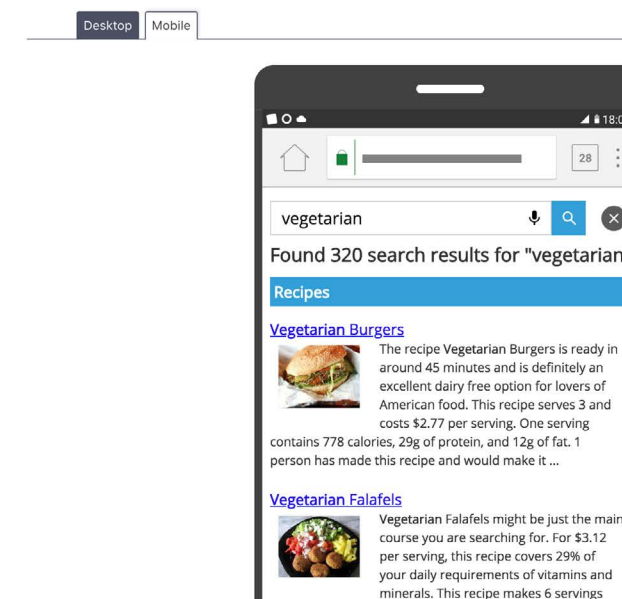 Desktop Mobile
18:0
28
vegetarian
Found 320 search results for "vegetarian
Recipes
Vegetarian Burgers
The recipe Vegetarian Burgers is ready in
around 45 minutes and is definitely an
excellent dairy free option for lovers of
American food. This recipe serves 3 and
costs $2.77 per serving. One serving
contains 778 calories, 29g of protein, and 12g of fat. 1
person has made this recipe and would make it ...
Vegetarian Falafels
Vegetarian Falafels might be just the main
course you are searching for. For $3.12
per serving, this recipe covers 29% of
your daily requirements of vitamins and
minerals. This recipe makes 6 servings